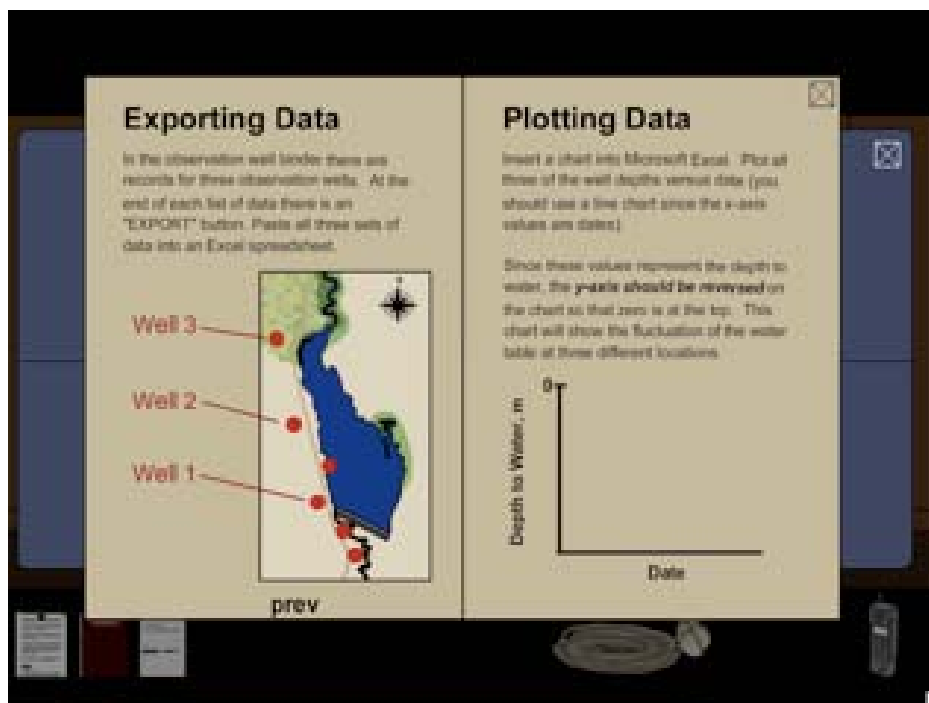 Exporting Data
In the observation well binder there are
records for three observation wells. At the
end of each list of data there is an
"EXPORT" button. Paste all three sets of
data into an Excel spreadsheet.
Well 3
Well 2
Well 1
prev
Plotting Data
Insert a chart into Microsoft Excel. Plot all
three of the well depths versus data (you
should use a line chart since the x-axis
values are dates).
Since these values represent the depth to
water, the y-axis should be reversed on
the chart so that zero is at the top. This
chart will show the fluctuation of the water
table at three different locations.
0
Depth to Water, m
Date